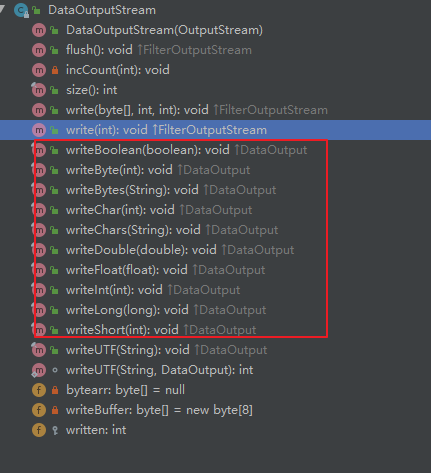 DataOutputStream
DataOutputStream(OutputStream)
flush(): void ↑FilterOutputStream
incCount(int): void
size(): int
write(byte[], int, int): void ↑FilterOutputStream
write(int): void ↑FilterOutputStream
writeBoolean(boolean): void ↑DataOutput
writeByte(int): void ↑DataOutput
writeBytes(String): void ↑DataOutput
writeChar(int): void ↑DataOutput
writeChars(String): void ↑DataOutput
writeDouble(double): void ↑DataOutput
writeFloat(float): void ↑DataOutput
writeInt(int): void ↑DataOutput
writeLong(long): void ↑DataOutput
writeShort(int): void ↑DataOutput
writeUTF(String): void ↑DataOutput
writeUTF(String, DataOutput): int
bytearr: byte[] = null
writeBuffer: byte[] = new byte[8]
written: int